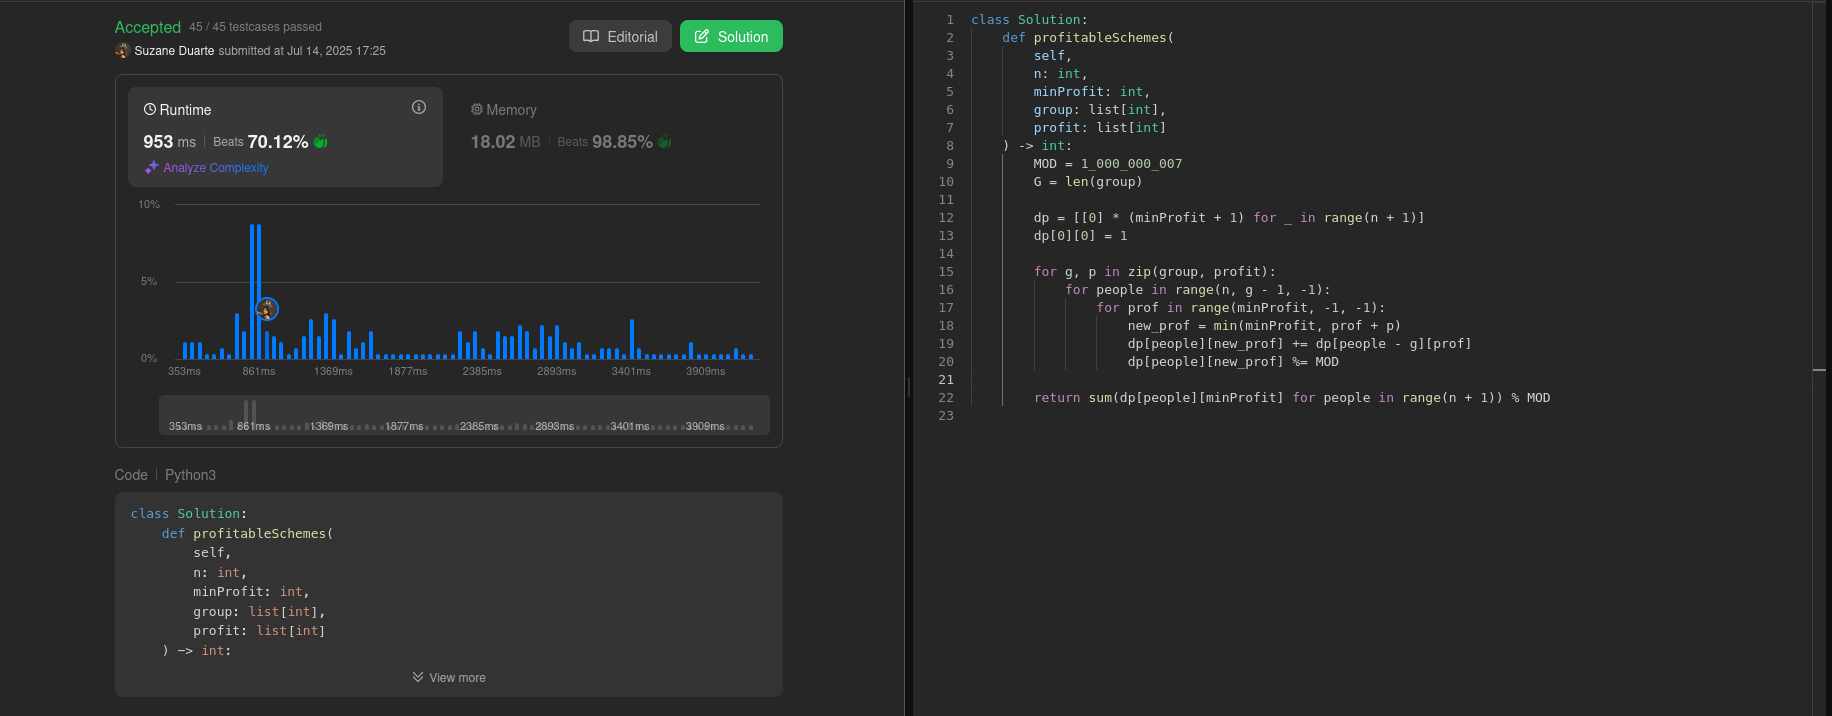 Accepted 45 / 45 testcases passed
Suzane Duarte submitted at Jul 14, 2025 17:25
Editorial
Solution
Runtime
953 ms | Beats 70.12%
Analyze Complexity
Memory
18.02 MB | Beats 98.85%
10%
5%
0%
353ms 861ms 1369ms 1877ms 2385ms 2893ms 3401ms 3909ms
353ms 861ms 1369ms 1877ms 2385ms 2893ms 3401ms 3909ms
Code | Python3
class Solution:
    def profitableSchemes(
        self,
        n: int,
        minProfit: int,
        group: list[int],
        profit: list[int]
    ) -> int:
View more
1 class Solution:
2     def profitableSchemes(
3         self,
4         n: int,
5         minProfit: int,
6         group: list[int],
7         profit: list[int]
8     ) -> int:
9         MOD = 1_000_000_007
10         G = len(group)
11
12         dp = [[0] * (minProfit + 1) for _ in range(n + 1)]
13         dp[0][0] = 1
14
15         for g, p in zip(group, profit):
16             for people in range(n, g - 1, -1):
17                 for prof in range(minProfit, -1, -1):
18                     new_prof = min(minProfit, prof + p)
19                     dp[people][new_prof] += dp[people - g][prof]
20                     dp[people][new_prof] %= MOD
21
22         return sum(dp[people][minProfit] for people in range(n + 1)) % MOD
23